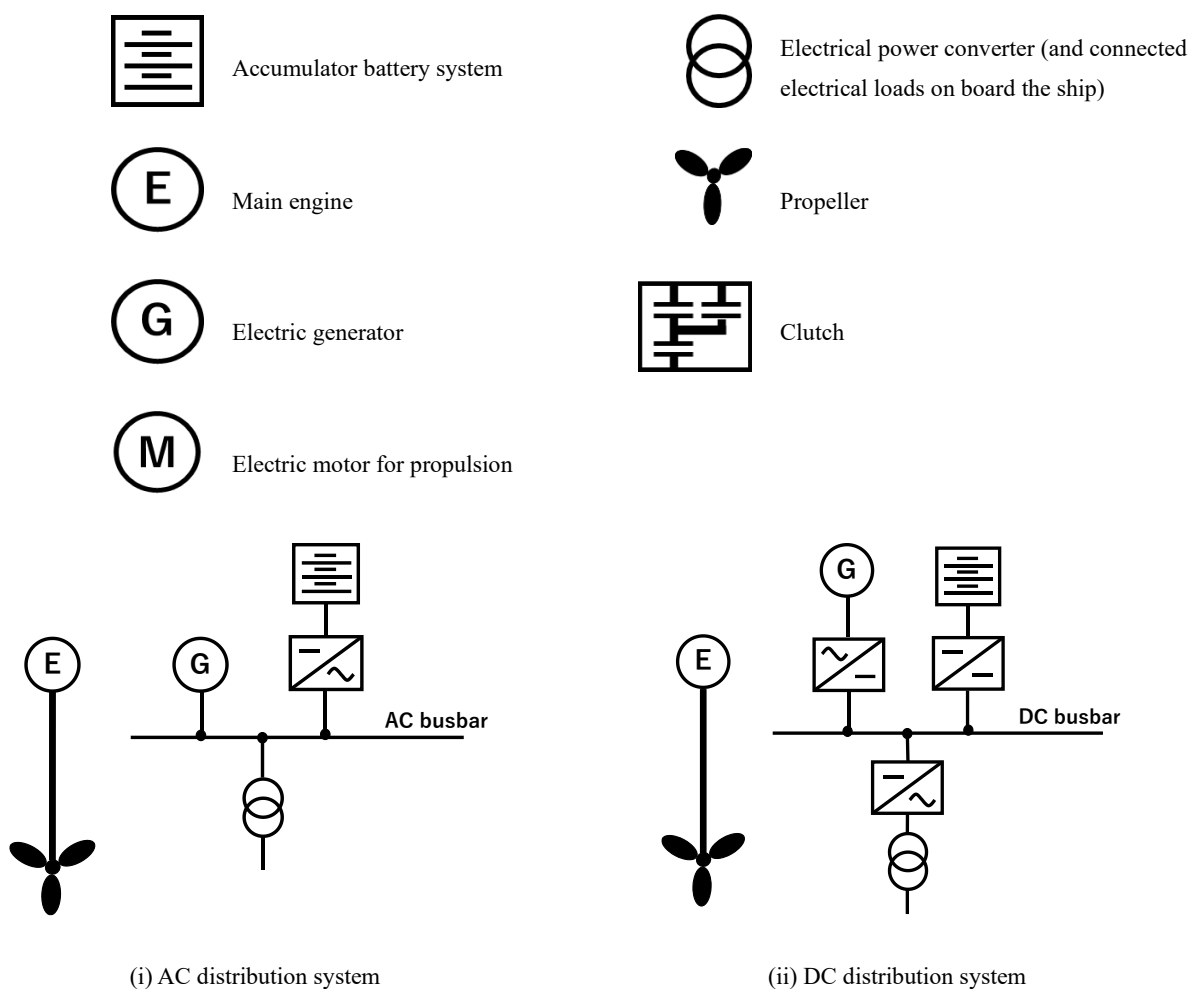 Accumulator battery system
Electrical power converter (and connected
electrical loads on board the ship)
E
Main engine
Propeller
G
Electric generator
Clutch
M
Electric motor for propulsion
E
G
AC busbar
G
E
DC busbar
(i) AC distribution system
(ii) DC distribution system